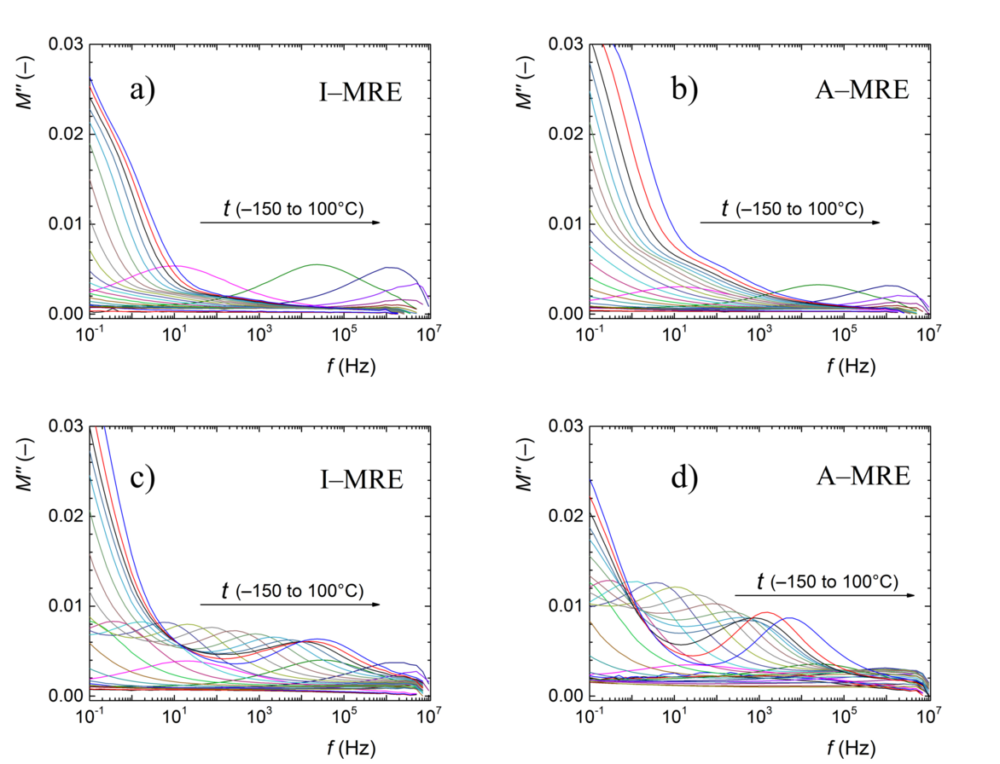 0.03
a)
I–MRE
M'' (–)
0.02
t (–150 to 100°C)
0.01
0.00
10⁻¹ 10¹ 10³ 10⁵ 10⁷
f (Hz)
0.03
b)
A–MRE
M'' (–)
0.02
t (–150 to 100°C)
0.01
0.00
10⁻¹ 10¹ 10³ 10⁵ 10⁷
f (Hz)
0.03
c)
I–MRE
M'' (–)
0.02
t (–150 to 100°C)
0.01
0.00
10⁻¹ 10¹ 10³ 10⁵ 10⁷
f (Hz)
0.03
d)
A–MRE
M'' (–)
0.02
t (–150 to 100°C)
0.01
0.00
10⁻¹ 10¹ 10³ 10⁵ 10⁷
f (Hz)